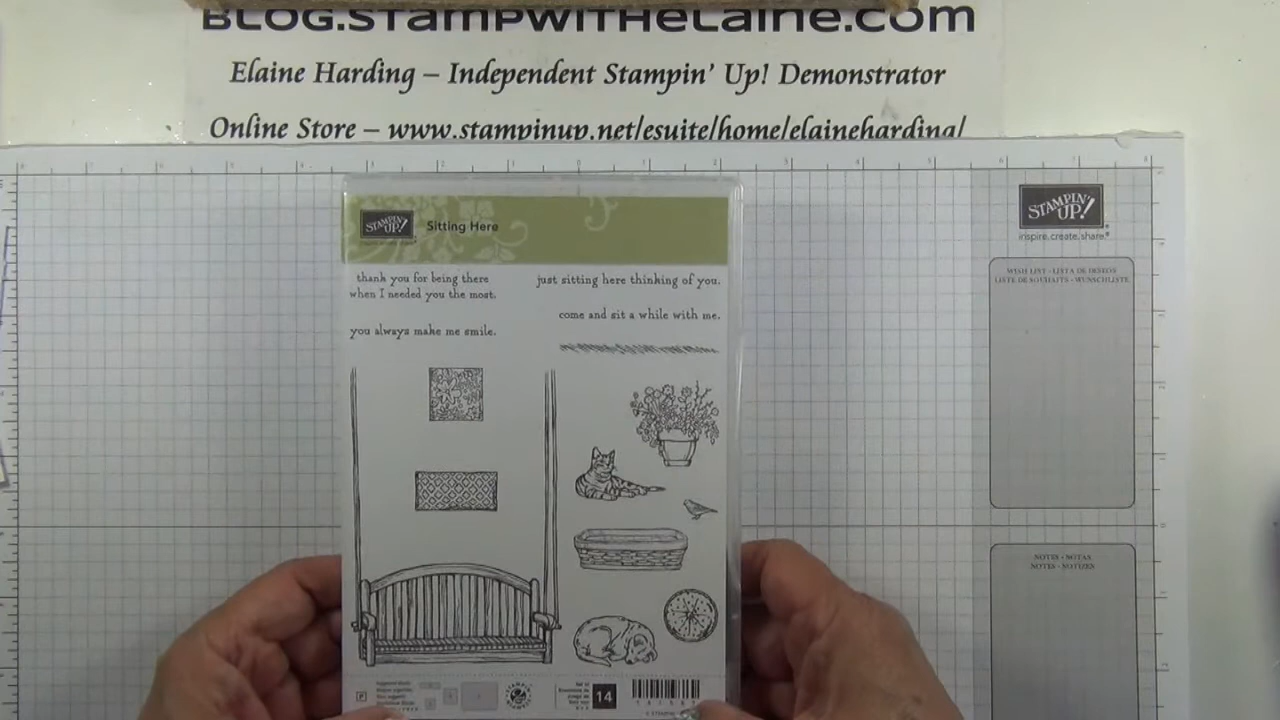 BLOG.STAMPWITHELAINE.COM
Elaine Harding – Independent Stampin' Up! Demonstrator
Online Store – www.stampinup.net/esuite/home/elaineharding/
STAMPIN' UP!
Sitting Here
thank you for being there
when I needed you the most.
you always make me smile.
just sitting here thinking of you.
come and sit a while with me.
14
STAMPIN' UP!
inspire.create.share.®
WISH LIST • LISTA DE DESEOS
LISTE DE SOUHAITS • WUNSCHLISTE
NOTES • NOTAS
NOTES • NOTIZES